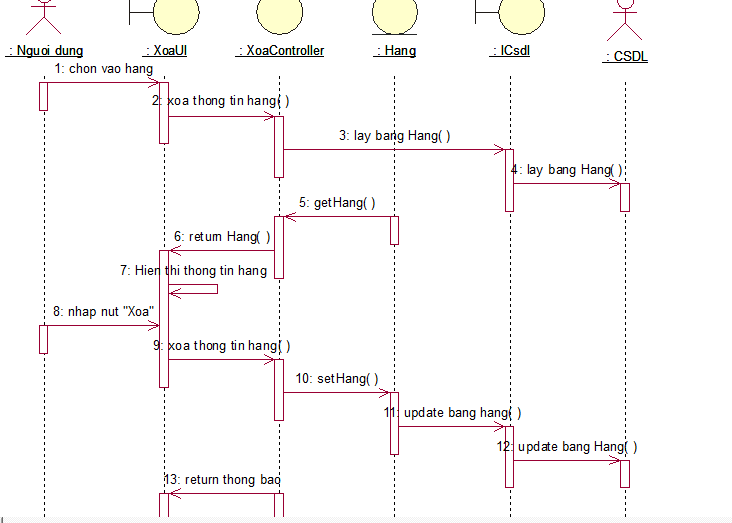 : Nguoi dung
: XoaUI
: XoaController
: Hang
: ICsdl
: CSDL
1: chon vao hang
2: xoa thong tin hang( )
3: lay bang Hang( )
4: lay bang Hang( )
5: getHang( )
6: return Hang( )
7: Hien thi thong tin hang
8: nhap nut "Xoa"
9: xoa thong tin hang( )
10: setHang( )
11: update bang hang( )
12: update bang Hang( )
13: return thong bao